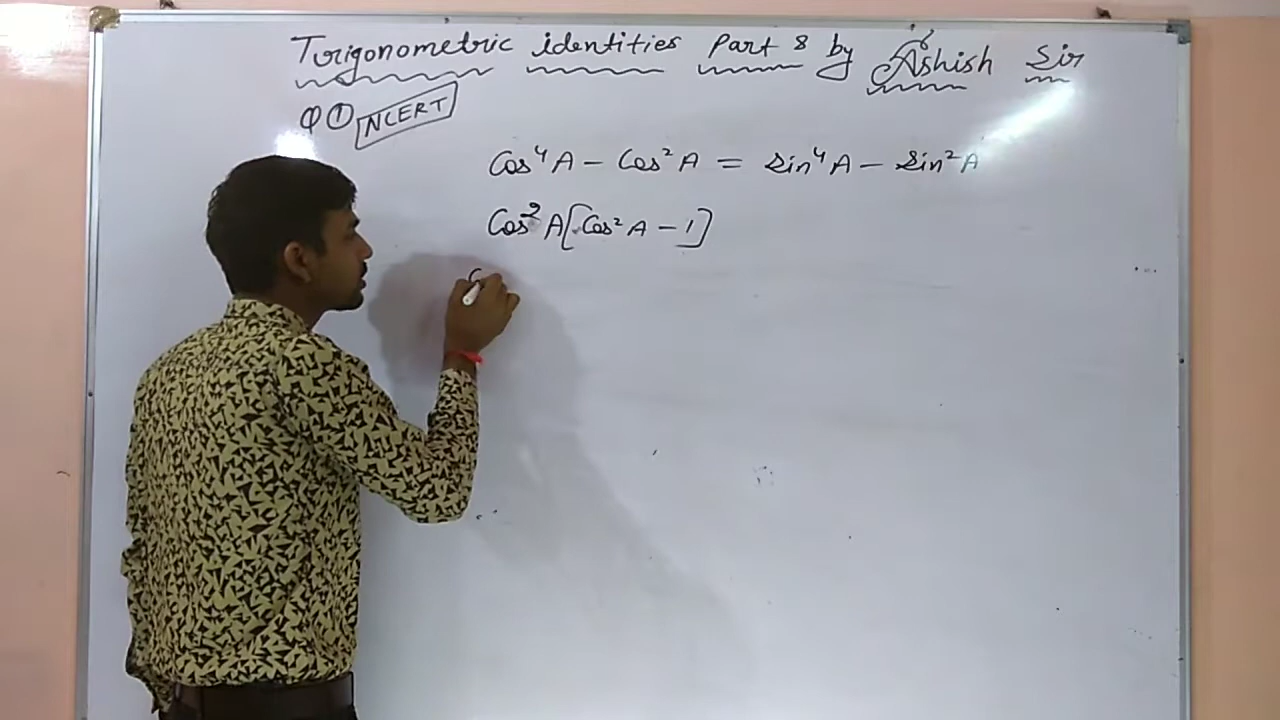 Trigonometric identities Part 8 by Ashish Sir
Q ① NCERT
Cos⁴A - Cos²A = Sin⁴A - Sin²A
Cos²A[Cos²A - 1]